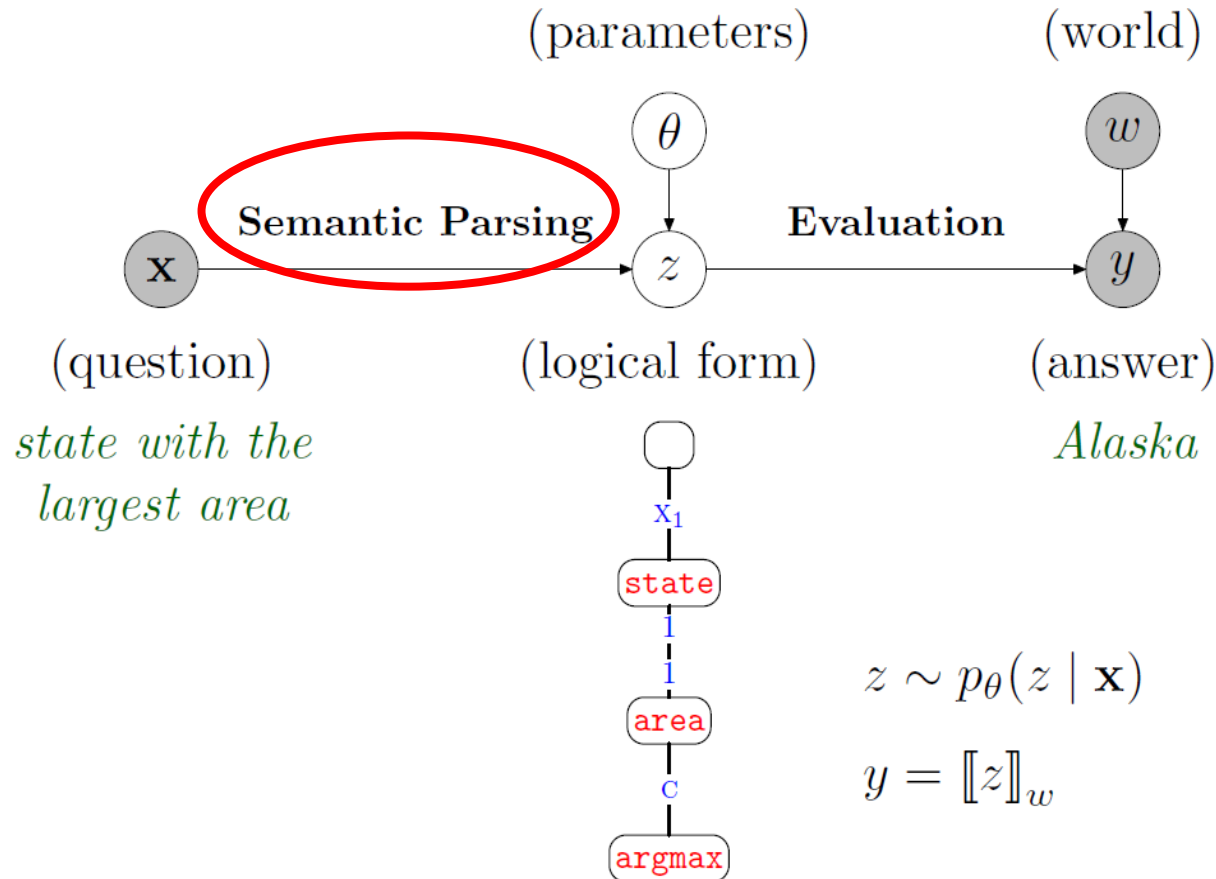 (parameters) (world)
θ w
Semantic Parsing Evaluation
x z y
(question) (logical form) (answer)
state with the Alaska
largest area
x₁
state
1
1
z ∼ pθ(z | x)
area
y = ⟦z⟧w
c
argmax